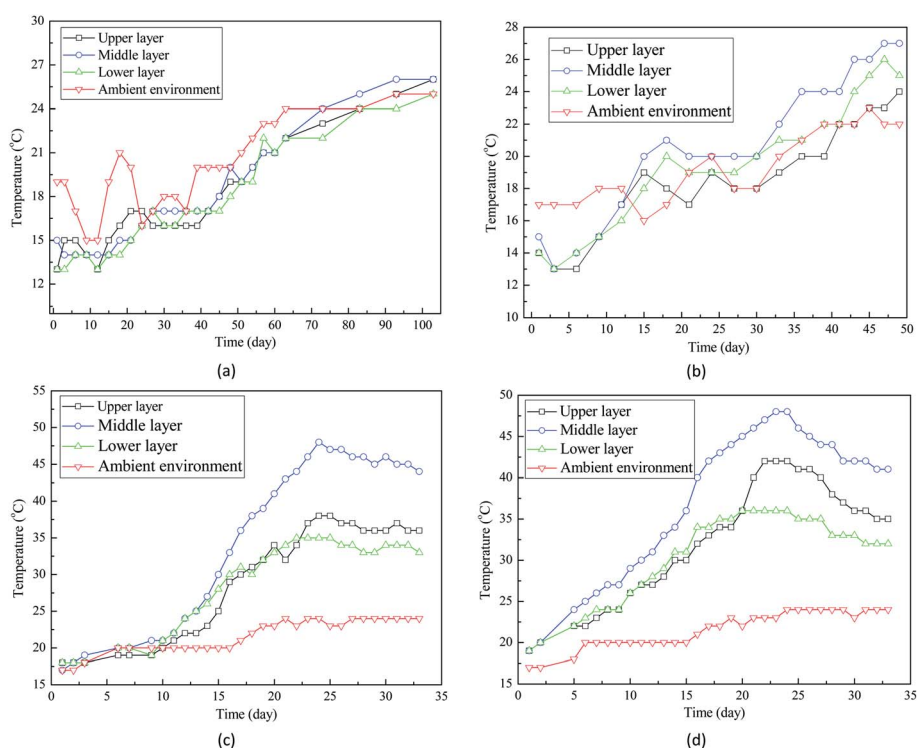 (a)
30
27
24
21
18
15
12
Temperature (°C)
Upper layer
Middle layer
Lower layer
Ambient environment
0 10 20 30 40 50 60 70 80 90 100
Time (day)
(b)
28
26
24
22
20
18
16
14
12
10
Temperature (°C)
Upper layer
Middle layer
Lower layer
Ambient environment
0 5 10 15 20 25 30 35 40 45 50
Time (day)
(a)
(b)
55
50
45
40
35
30
25
20
15
Temperature (°C)
Upper layer
Middle layer
Lower layer
Ambient environment
0 5 10 15 20 25 30 35
Time (day)
(c)
50
45
40
35
30
25
20
15
Temperature (°C)
Upper layer
Middle layer
Lower layer
Ambient environment
0 5 10 15 20 25 30 35
Time (day)
(d)